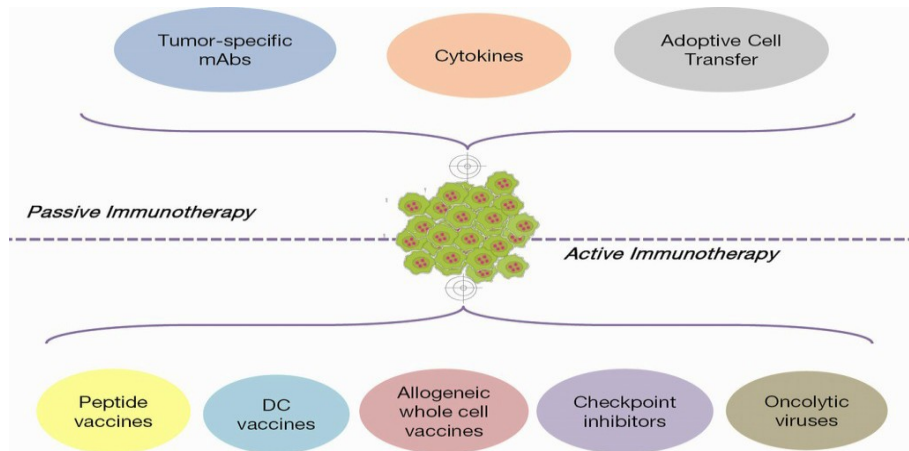 Tumor-specific
mAbs
Cytokines
Adoptive Cell
Transfer
Passive Immunotherapy
Active Immunotherapy
Peptide
vaccines
DC
vaccines
Allogeneic
whole cell
vaccines
Checkpoint
inhibitors
Oncolytic
viruses